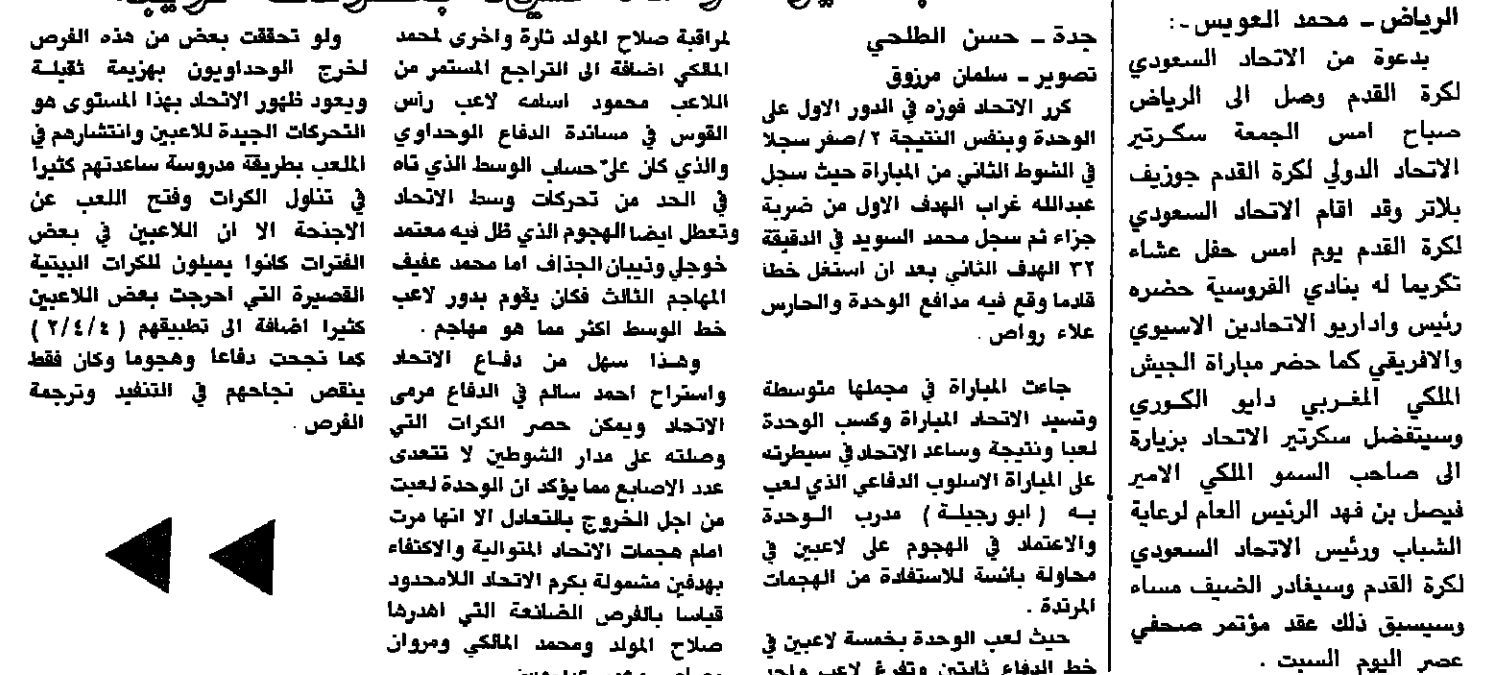 الرياض ـ محمد العويس ـ :
بدعوة من الاتحاد السعودي
لكرة القدم وصل الى الرياض
صباح امس الجمعة سكرتير
الاتحاد الدولي لكرة القدم جوزيف
بلاتر وقد اقام الاتحاد السعودي
لكرة القدم يوم امس حفل عشاء
تكريما له بنادي الفروسية حضره
رئيس واداريو الاتحادين الاسيوي
والافريقي كما حضر مباراة الجيش
الملكي المغربي دايو الكوري
وسيتفضل سكرتير الاتحاد بزيارة
الى صاحب السمو الملكي الامير
فيصل بن فهد الرئيس العام لرعاية
الشباب ورئيس الاتحاد السعودي
لكرة القدم وسيغادر الضيف مساء
وسيسبق ذلك عقد مؤتمر صحفي
عصر اليوم السبت .
جدة ـ حسن الطلحي
تصوير ـ سلمان مرزوق
كرر الاتحاد فوزه في الدور الاول على
الوحدة وبنفس النتيجة ٢/صفر سجلا
في الشوط الثاني من المباراة حيث سجل
عبدالله غراب الهدف الاول من ضربة
جزاء ثم سجل محمد السويد في الدقيقة
٣٢ الهدف الثاني بعد ان استغل خطا
قادما وقع فيه مدافع الوحدة والحارس
علاء رواص .
جاءت المباراة في مجملها متوسطة
وتسيد الاتحاد المباراة وكسب الوحدة
لعبا ونتيجة وساعد الاتحاد في سيطرته
على المباراة الاسلوب الدفاعي الذي لعب
بـه ( ابو رجيلـة ) مدرب الـوحدة
والاعتماد في الهجوم على لاعبين في
محاولة بائسة للاستفادة من الهجمات
المرتدة .
حيث لعب الوحدة بخمسة لاعبين في
خط الدفاع ثابتين وتفرغ لاعب واحد
لمراقبة صلاح المولد تارة واخرى لمحمد
المالكي اضافة الى التراجع المستمر من
اللاعب محمود اسامه لاعب راس
القوس في مساندة الدفاع الوحداوي
والذي كان على حساب الوسط الذي تاه
في الحد من تحركات وسط الاتحاد
وتعطل ايضا الهجوم الذي ظل فيه معتمد
خوجلي وتيبان الجذاف اما محمد عفيف
المهاجم الثالث فكان يقوم بدور لاعب
خط الوسط اكثر مما هو مهاجم .
وهـذا سهل من دفـاع الاتحاد
واستراح احمد سالم في الدفاع مرمى
الاتحاد ويمكن حصر الكرات التي
وصلته على مدار الشوطين لا تتعدى
عدد الاصابع مما يؤكد ان الوحدة لعبت
من اجل الخروج بالتعادل الا انها مرت
امام هجمات الاتحاد المتوالية والاكتفاء
بهدفين مشمولة بكرم الاتحاد اللامحدود
قياسا بالفرص الضائعة التي اهدرها
صلاح المولد ومحمد المالكي ومروان
ولو تحققت بعض من هذه الفرص
لخرج الوحداويون بهزيمة ثقيلـة
ويعود ظهور الاتحاد بهذا المستوى هو
التحركات الجيدة للاعبين وانتشارهم في
الملعب بطريقة مدروسة ساعدتهم كثيرا
في تناول الكرات وفتح اللعب عن
الاجنحة الا ان اللاعبين في بعض
الفترات كانوا يميلون للكرات البيتية
القصيرة التي احرجت بعض اللاعبين
كثيرا اضافة الى تطبيقهم ( ٢/٤/٤ )
كما نجحت دفاعا وهجوما وكان فقط
ينقص نجاحهم في التنفيد وترجمة
الفرص .